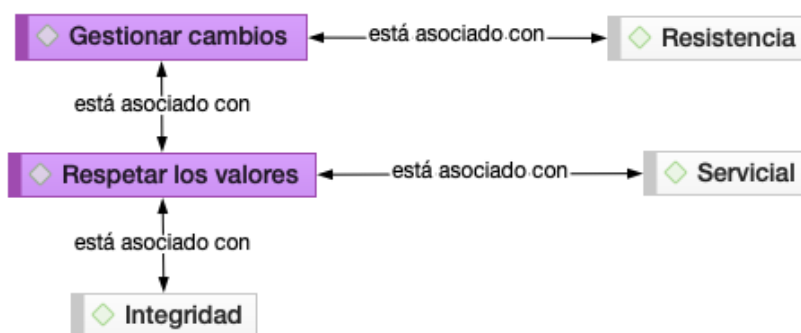 Gestionar cambios está asociado con Resistencia
está asociado con
Respetar los valores está asociado con Servicial
está asociado con
Integridad